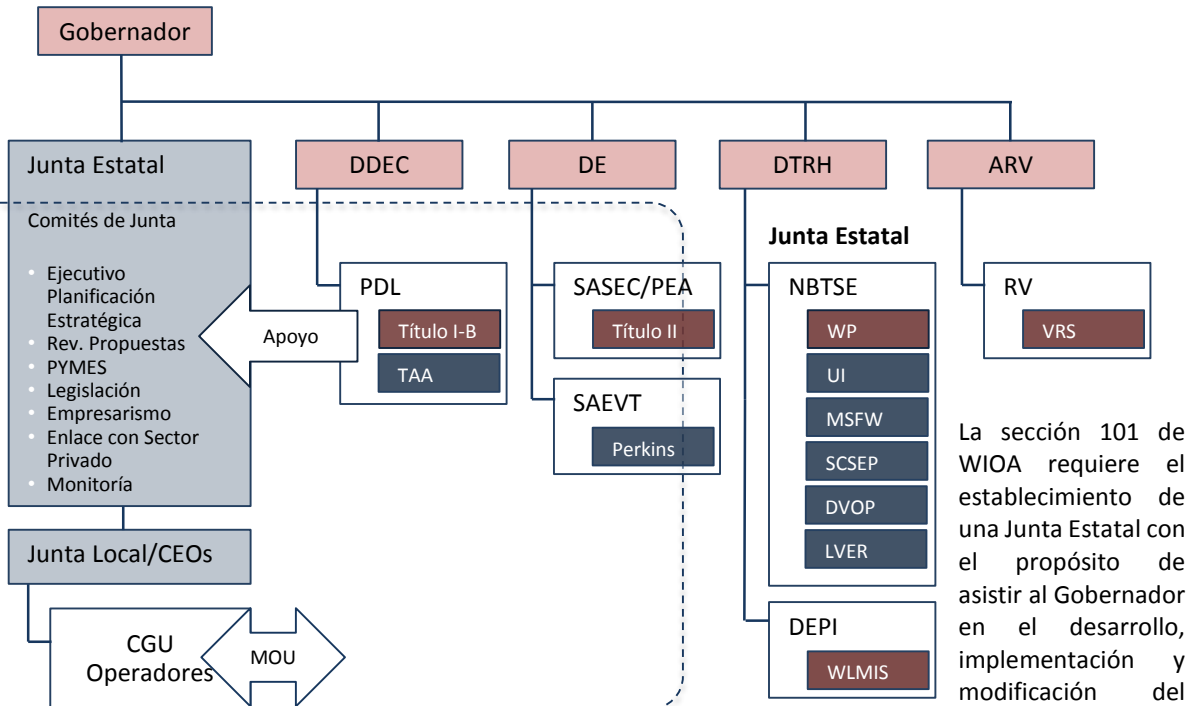 Gobernador
Junta Estatal
Comités de Junta
• Ejecutivo
Planificación
Estratégica
• Rev. Propuestas
• PYMES
• Legislación
• Empresarismo
• Enlace con Sector
Privado
• Monitoría
Junta Local/CEOs
CGU
Operadores
MOU
Apoyo
DDEC
PDL
Título I-B
TAA
DE
SASEC/PEA
Título II
SAEVT
Perkins
DTRH
Junta Estatal
NBTSE
WP
UI
MSFW
SCSEP
DVOP
LVER
DEPI
WLMIS
ARV
RV
VRS
La sección 101 de
WIOA requiere el
establecimiento de
una Junta Estatal con
el propósito de
asistir al Gobernador
en el desarrollo,
implementación y
modificación del